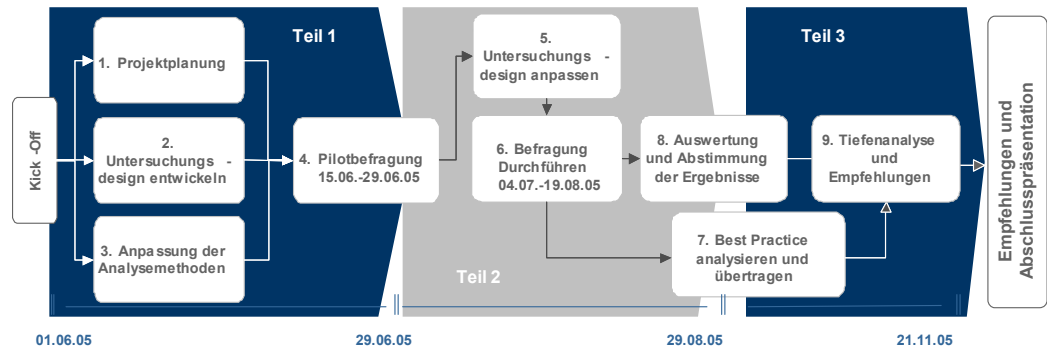 Kick -Off
Teil 1
1. Projektplanung
2.
Untersuchungs -
design entwickeln
3. Anpassung der
Analysemethoden
4. Pilotbefragung
15.06.-29.06.05
Teil 2
5.
Untersuchungs -
design anpassen
6. Befragung
Durchführen
04.07.-19.08.05
8. Auswertung
und Abstimmung
der Ergebnisse
7. Best Practice
analysieren und
übertragen
Teil 3
9. Tiefenanalyse
und
Empfehlungen
Empfehlungen und
Abschlusspräsentation
01.06.05
29.06.05
29.08.05
21.11.05